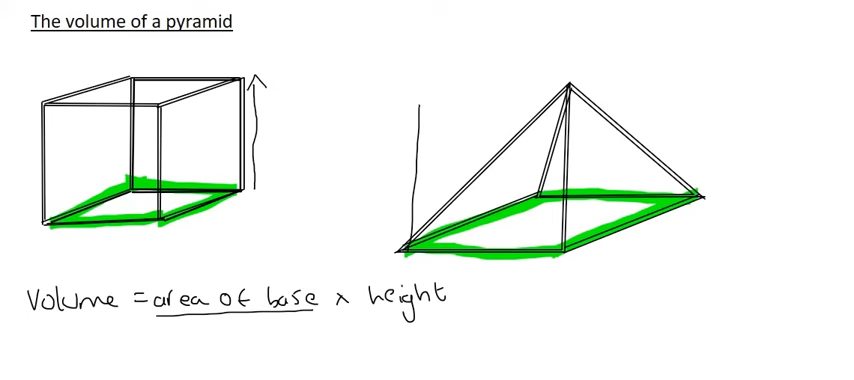 The volume of a pyramid
Volume = area of base x height